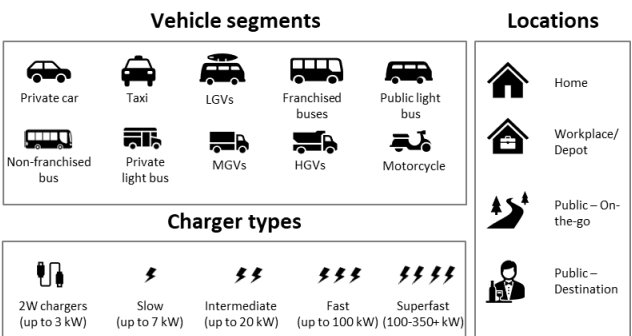 Vehicle segments
Private car
Taxi
LGVs
Franchised
buses
Public light
bus
Non-franchised
bus
Private
light bus
MGVs
HGVs
Motorcycle
Charger types
2W chargers
(up to 3 kW)
Slow
(up to 7 kW)
Intermediate
(up to 20 kW)
Fast
(up to 100 kW)
Superfast
(100-350+ kW)
Locations
Home
Workplace/
Depot
Public – On-
the-go
Public –
Destination